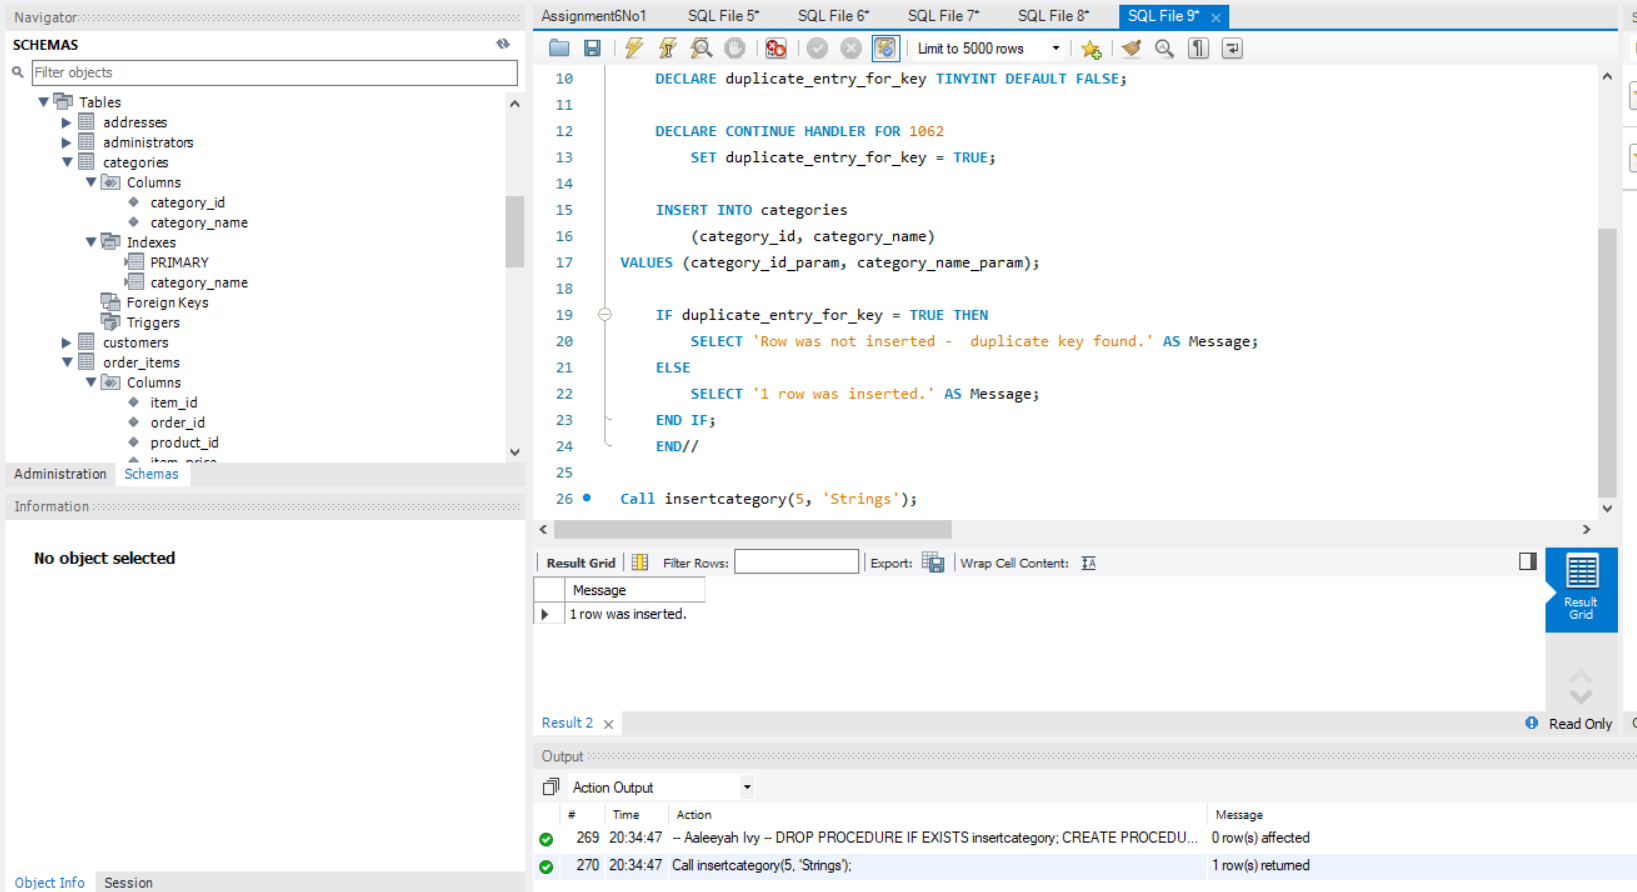 Navigator
SCHEMAS
Filter objects
Tables
addresses
administrators
categories
Columns
category_id
category_name
Indexes
PRIMARY
category_name
Foreign Keys
Triggers
customers
order_items
Columns
item_id
order_id
product_id
item_price
Administration Schemas
Information
No object selected
Object Info Session
Assignment6No1 SQL File 5* SQL File 6* SQL File 7* SQL File 8* SQL File 9*
Limit to 5000 rows
10 DECLARE duplicate_entry_for_key TINYINT DEFAULT FALSE;
11
12 DECLARE CONTINUE HANDLER FOR 1062
13 SET duplicate_entry_for_key = TRUE;
14
15 INSERT INTO categories
16 (category_id, category_name)
17 VALUES (category_id_param, category_name_param);
18
19 IF duplicate_entry_for_key = TRUE THEN
20 SELECT 'Row was not inserted -  duplicate key found.' AS Message;
21 ELSE
22 SELECT '1 row was inserted.' AS Message;
23 END IF;
24 END//
25
26 Call insertcategory(5, 'Strings');
Result Grid Filter Rows: Export: Wrap Cell Content:
Message
1 row was inserted.
Result
Grid
Result 2 Read Only
Output
Action Output
# Time Action Message
269 20:34:47 -- Aaleeyah Ivy -- DROP PROCEDURE IF EXISTS insertcategory; CREATE PROCEDU... 0 row(s) affected
270 20:34:47 Call insertcategory(5, 'Strings'); 1 row(s) returned